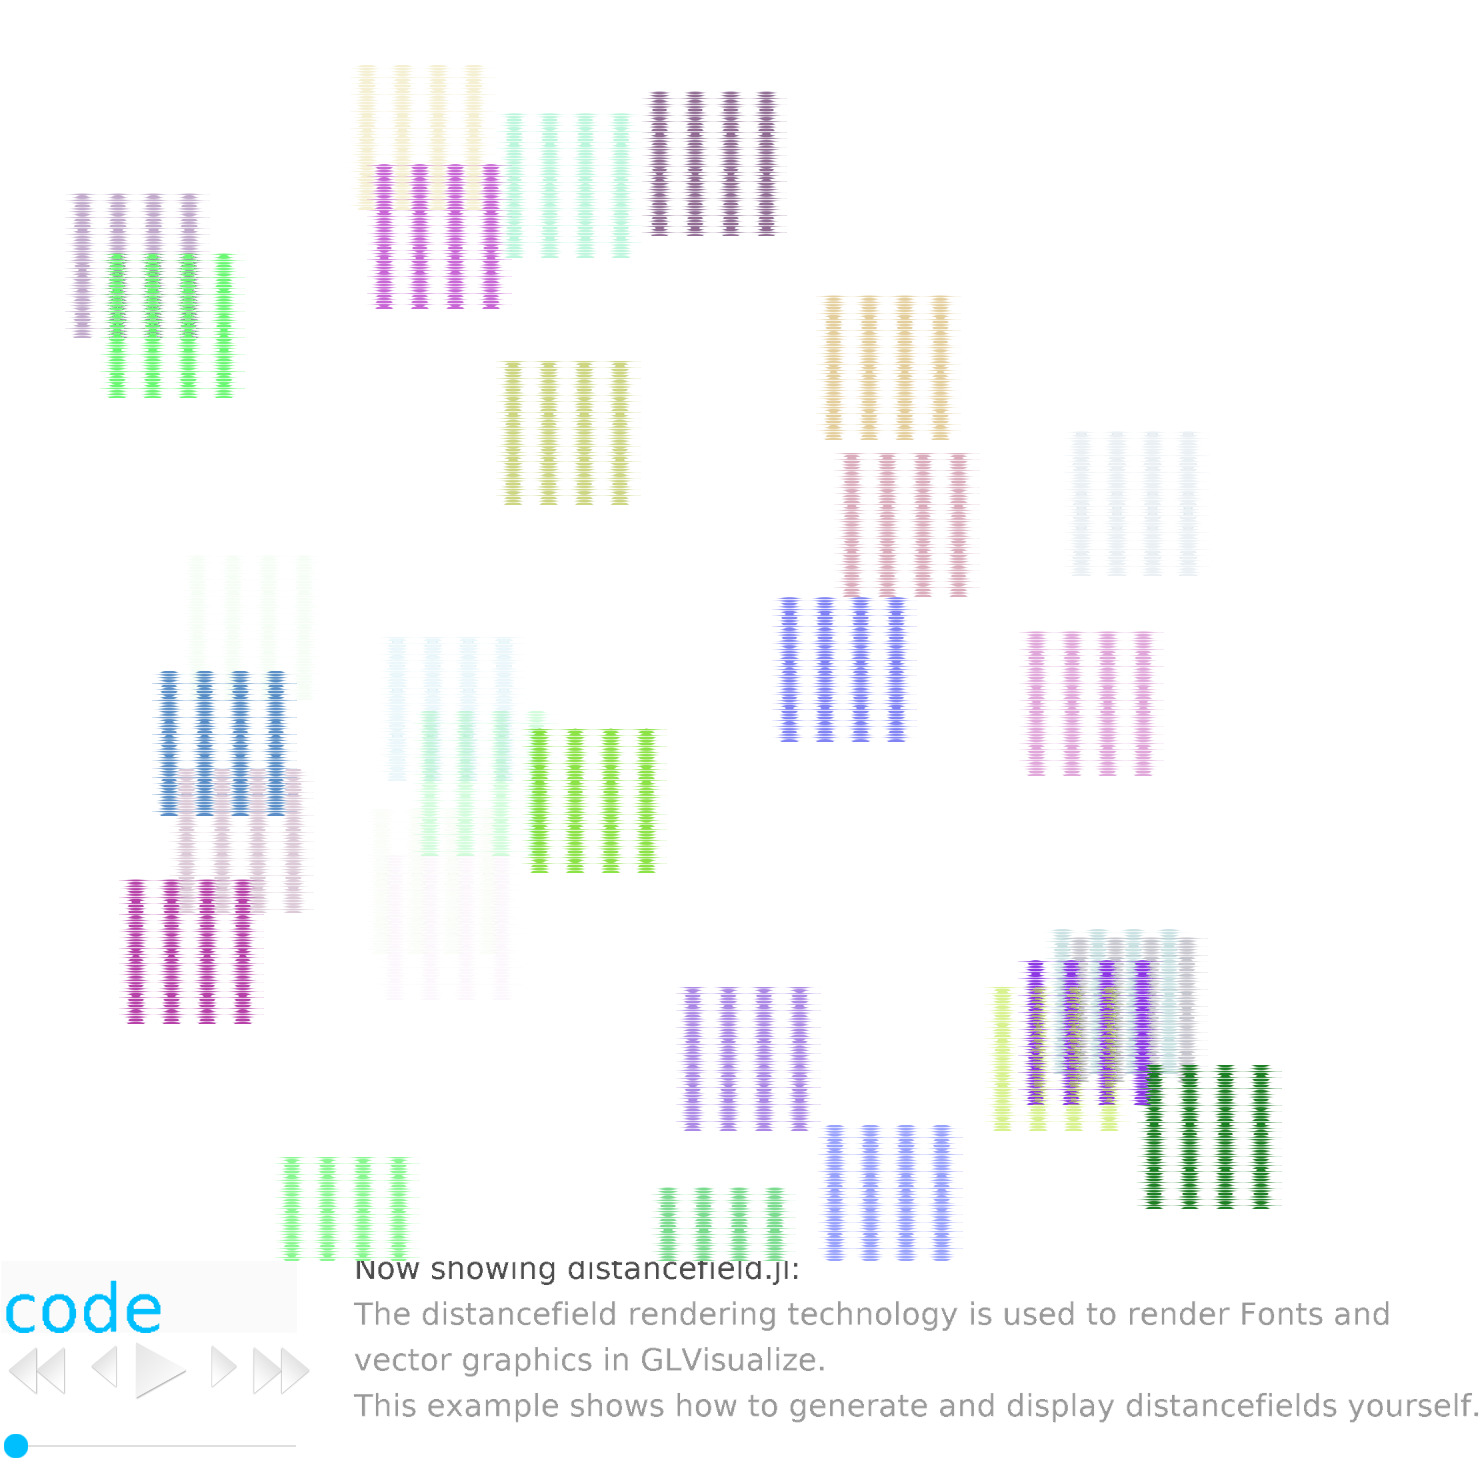 Now showing distancefield.jl:
code
The distancefield rendering technology is used to render Fonts and
vector graphics in GLVisualize.
This example shows how to generate and display distancefields yourself.